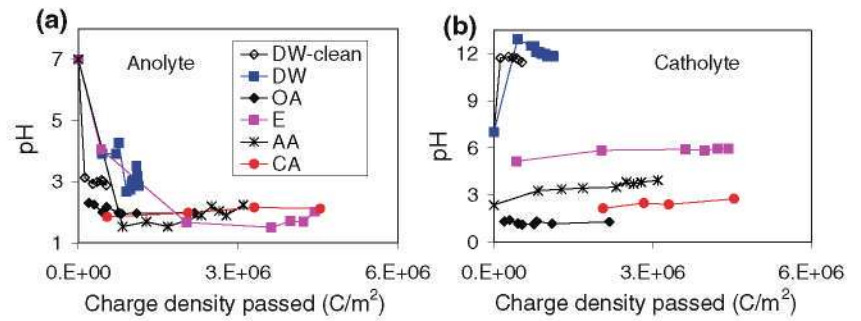 (a)
7
5
3
1
pH
Anolyte
DW-clean
DW
OA
E
AA
CA
0.E+00
3.E+06
6.E+06
Charge density passed (C/m²)
(b)
12
9
6
3
0
pH
Catholyte
0.E+00
3.E+06
6.E+06
Charge density passed (C/m²)